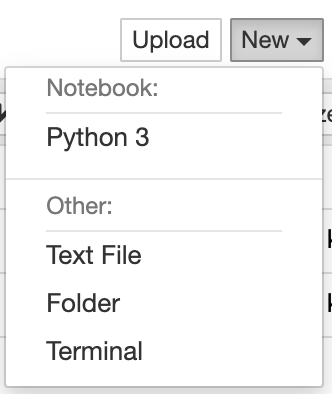 Upload New
Notebook:
Python 3
Other:
Text File
Folder
Terminal